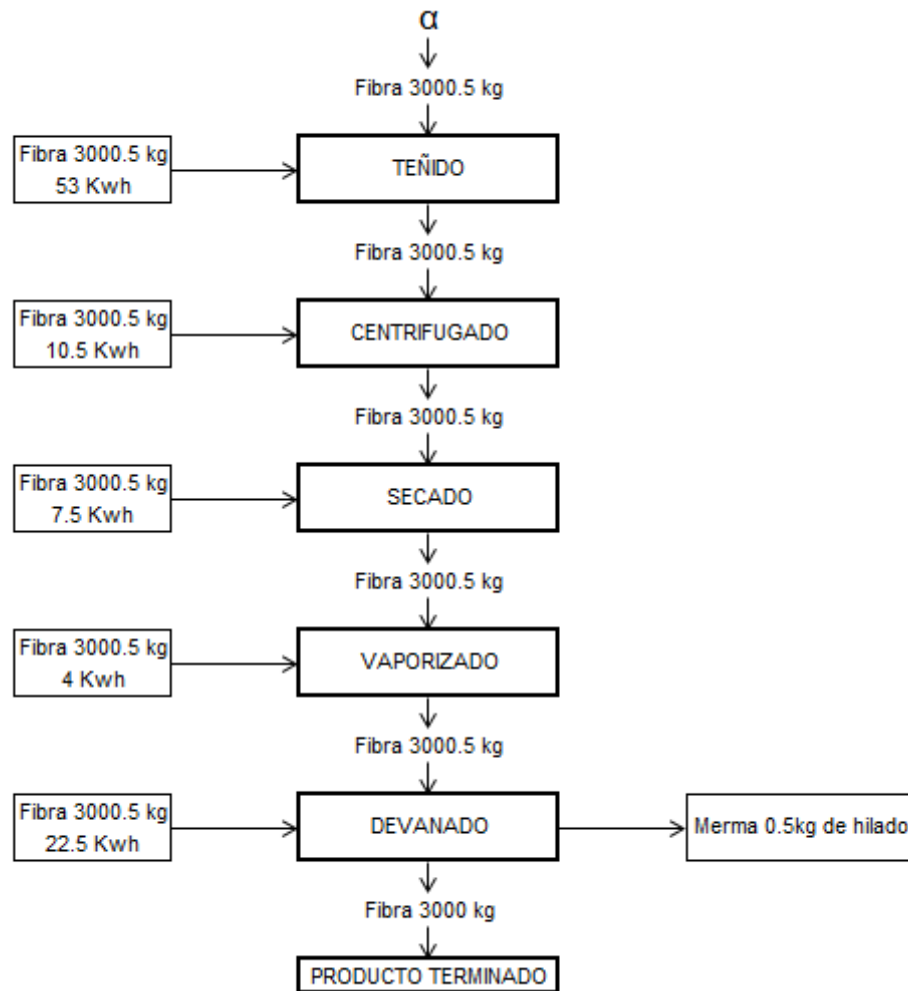 α
Fibra 3000.5 kg
Fibra 3000.5 kg
53 Kwh
TEÑIDO
Fibra 3000.5 kg
Fibra 3000.5 kg
10.5 Kwh
CENTRIFUGADO
Fibra 3000.5 kg
Fibra 3000.5 kg
7.5 Kwh
SECADO
Fibra 3000.5 kg
Fibra 3000.5 kg
4 Kwh
VAPORIZADO
Fibra 3000.5 kg
Fibra 3000.5 kg
22.5 Kwh
DEVANADO
Merma 0.5kg de hilado
Fibra 3000 kg
PRODUCTO TERMINADO